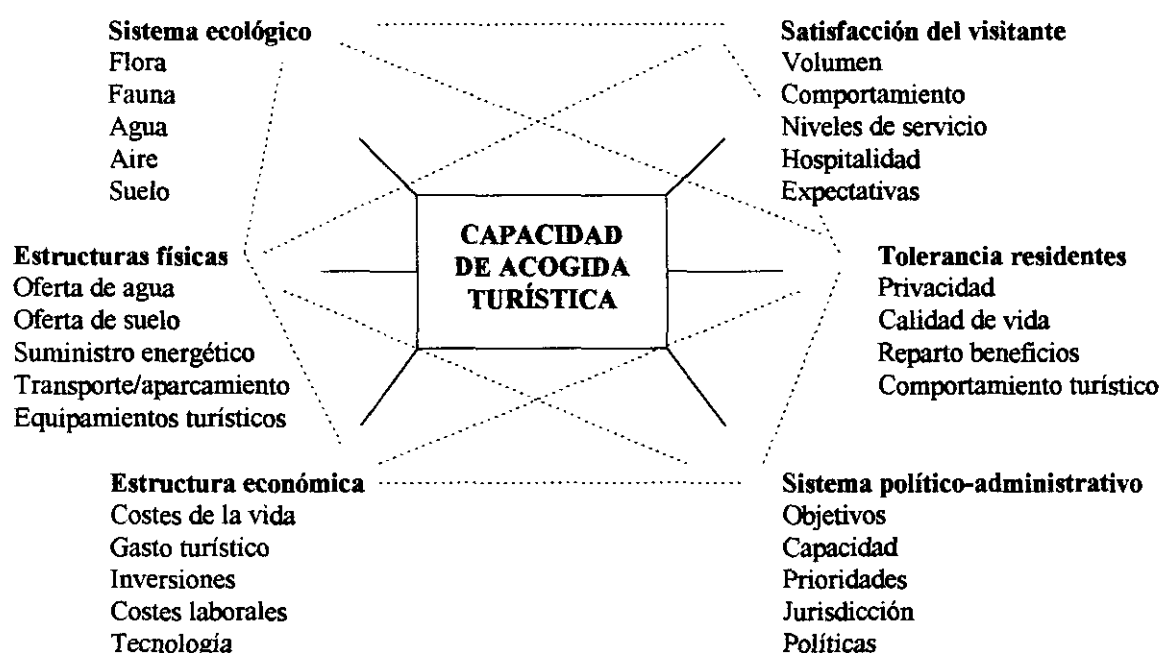 Sistema ecológico
Flora
Fauna
Agua
Aire
Suelo
Satisfacción del visitante
Volumen
Comportamiento
Niveles de servicio
Hospitalidad
Expectativas
CAPACIDAD
DE ACOGIDA
TURÍSTICA
Estructuras físicas
Oferta de agua
Oferta de suelo
Suministro energético
Transporte/aparcamiento
Equipamientos turísticos
Tolerancia residentes
Privacidad
Calidad de vida
Reparto beneficios
Comportamiento turístico
Estructura económica
Costes de la vida
Gasto turístico
Inversiones
Costes laborales
Tecnología
Sistema político-administrativo
Objetivos
Capacidad
Prioridades
Jurisdicción
Políticas